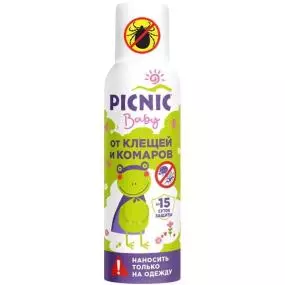 PICNIC
Baby
ОТ КЛЕЩЕЙ
И КОМАРОВ
-15
СУТОК
ЗАЩИТЫ
!
НАНОСИТЬ
ТОЛЬКО
НА ОДЕЖДУ